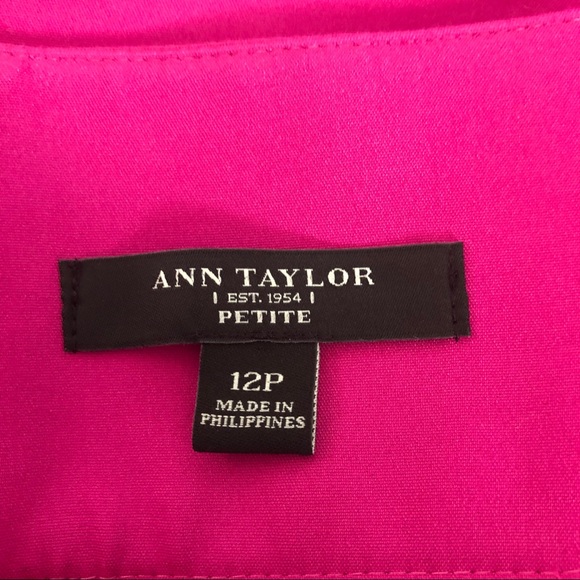 ANN TAYLOR
| EST. 1954 |
PETITE
12P
MADE IN
PHILIPPINES